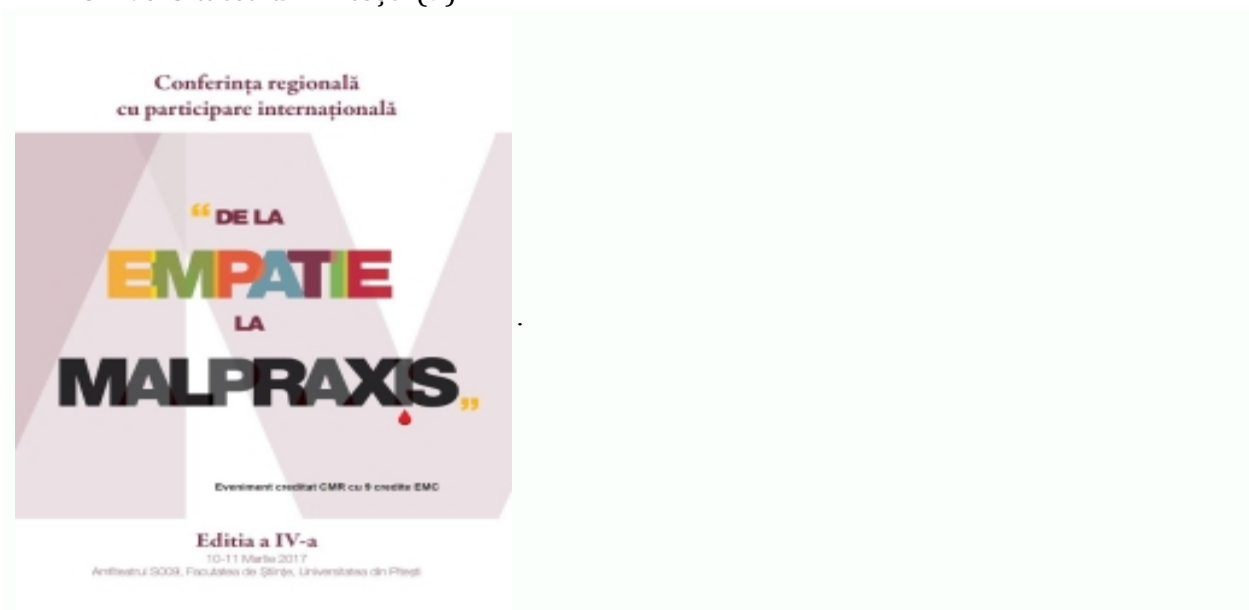 Conferința regională
cu participare internațională
“ DE LA
EMPATIE
LA
MALPRAXIS „
.
Eveniment creditat CMR cu 9 credite EMC
Editia a IV-a
10-11 Martie 2017
Amfiteatrul S009, Facultatea de Științe, Universitatea din Pitești